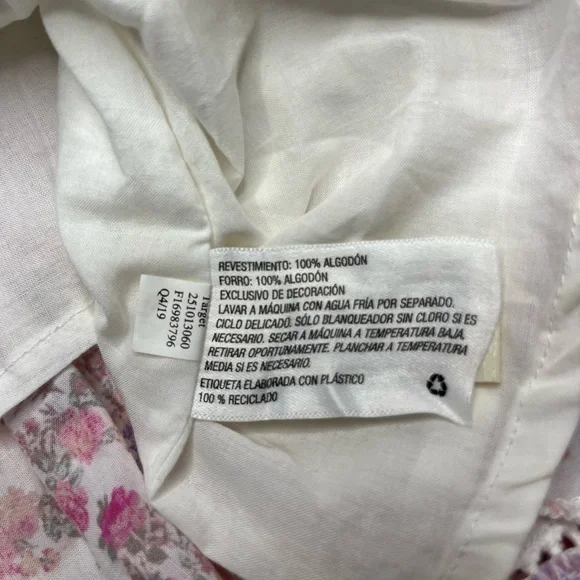 REVESTIMIENTO: 100% ALGODÓN
FORRO: 100% ALGODÓN
EXCLUSIVO DE DECORACIÓN
LAVAR A MÁQUINA CON AGUA FRÍA POR SEPARADO.
CICLO DELICADO. SÓLO BLANQUEADOR SIN CLORO SI ES
NECESARIO. SECAR A MÁQUINA A TEMPERATURA BAJA,
RETIRAR OPORTUNAMENTE. PLANCHAR A TEMPERATURA
MEDIA SI ES NECESARIO.
ETIQUETA ELABORADA CON PLÁSTICO
100 % RECICLADO
Target
251013060
F16983796
Q4/19